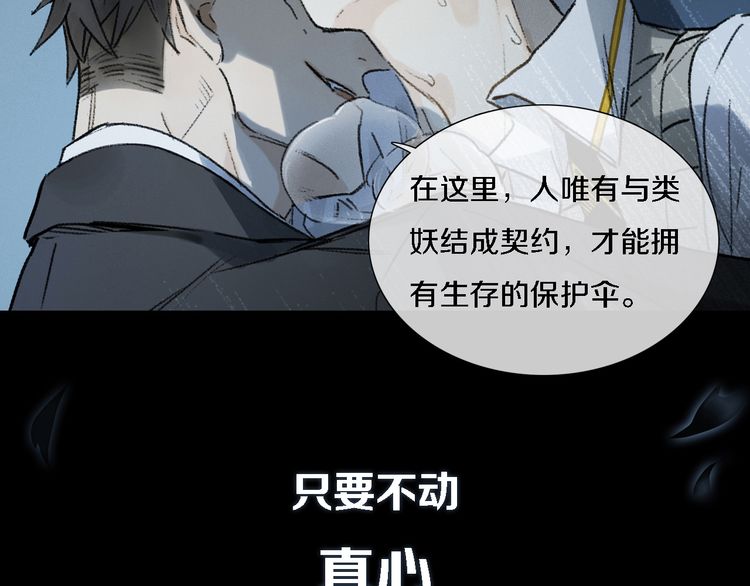 在这里，人唯有与类
妖结成契约，才能拥
有生存的保护伞。
只要不动
真心